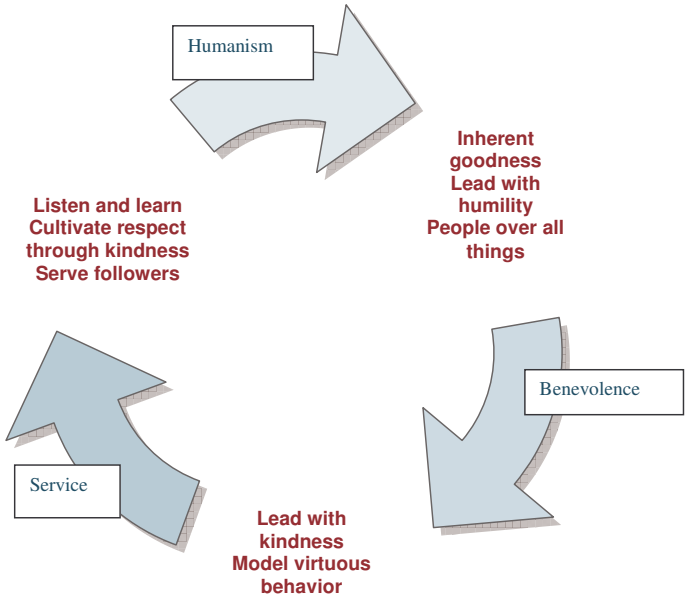 Humanism
Inherent
goodness
Lead with
humility
People over all
things
Benevolence
Lead with
kindness
Model virtuous
behavior
Service
Listen and learn
Cultivate respect
through kindness
Serve followers